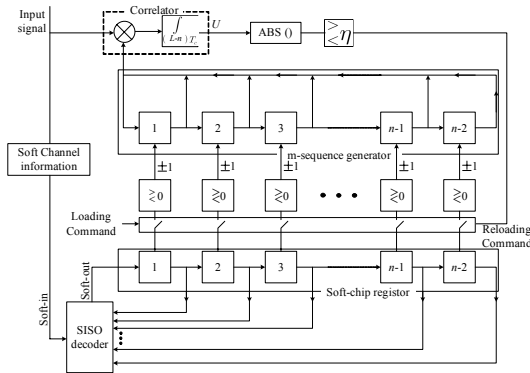 Input
signal
Correlator
∫
(L-n)Tc
U
ABS ()
><η
1
2
3
n-1
n-2
m-sequence generator
±1
±1
±1
±1
±1
Soft Channel
information
≷0
≷0
≷0
≷0
≷0
Loading
Command
Reloading
Command
1
2
3
n-1
n-2
Soft-chip registor
Soft-out
Soft-in
SISO
decoder